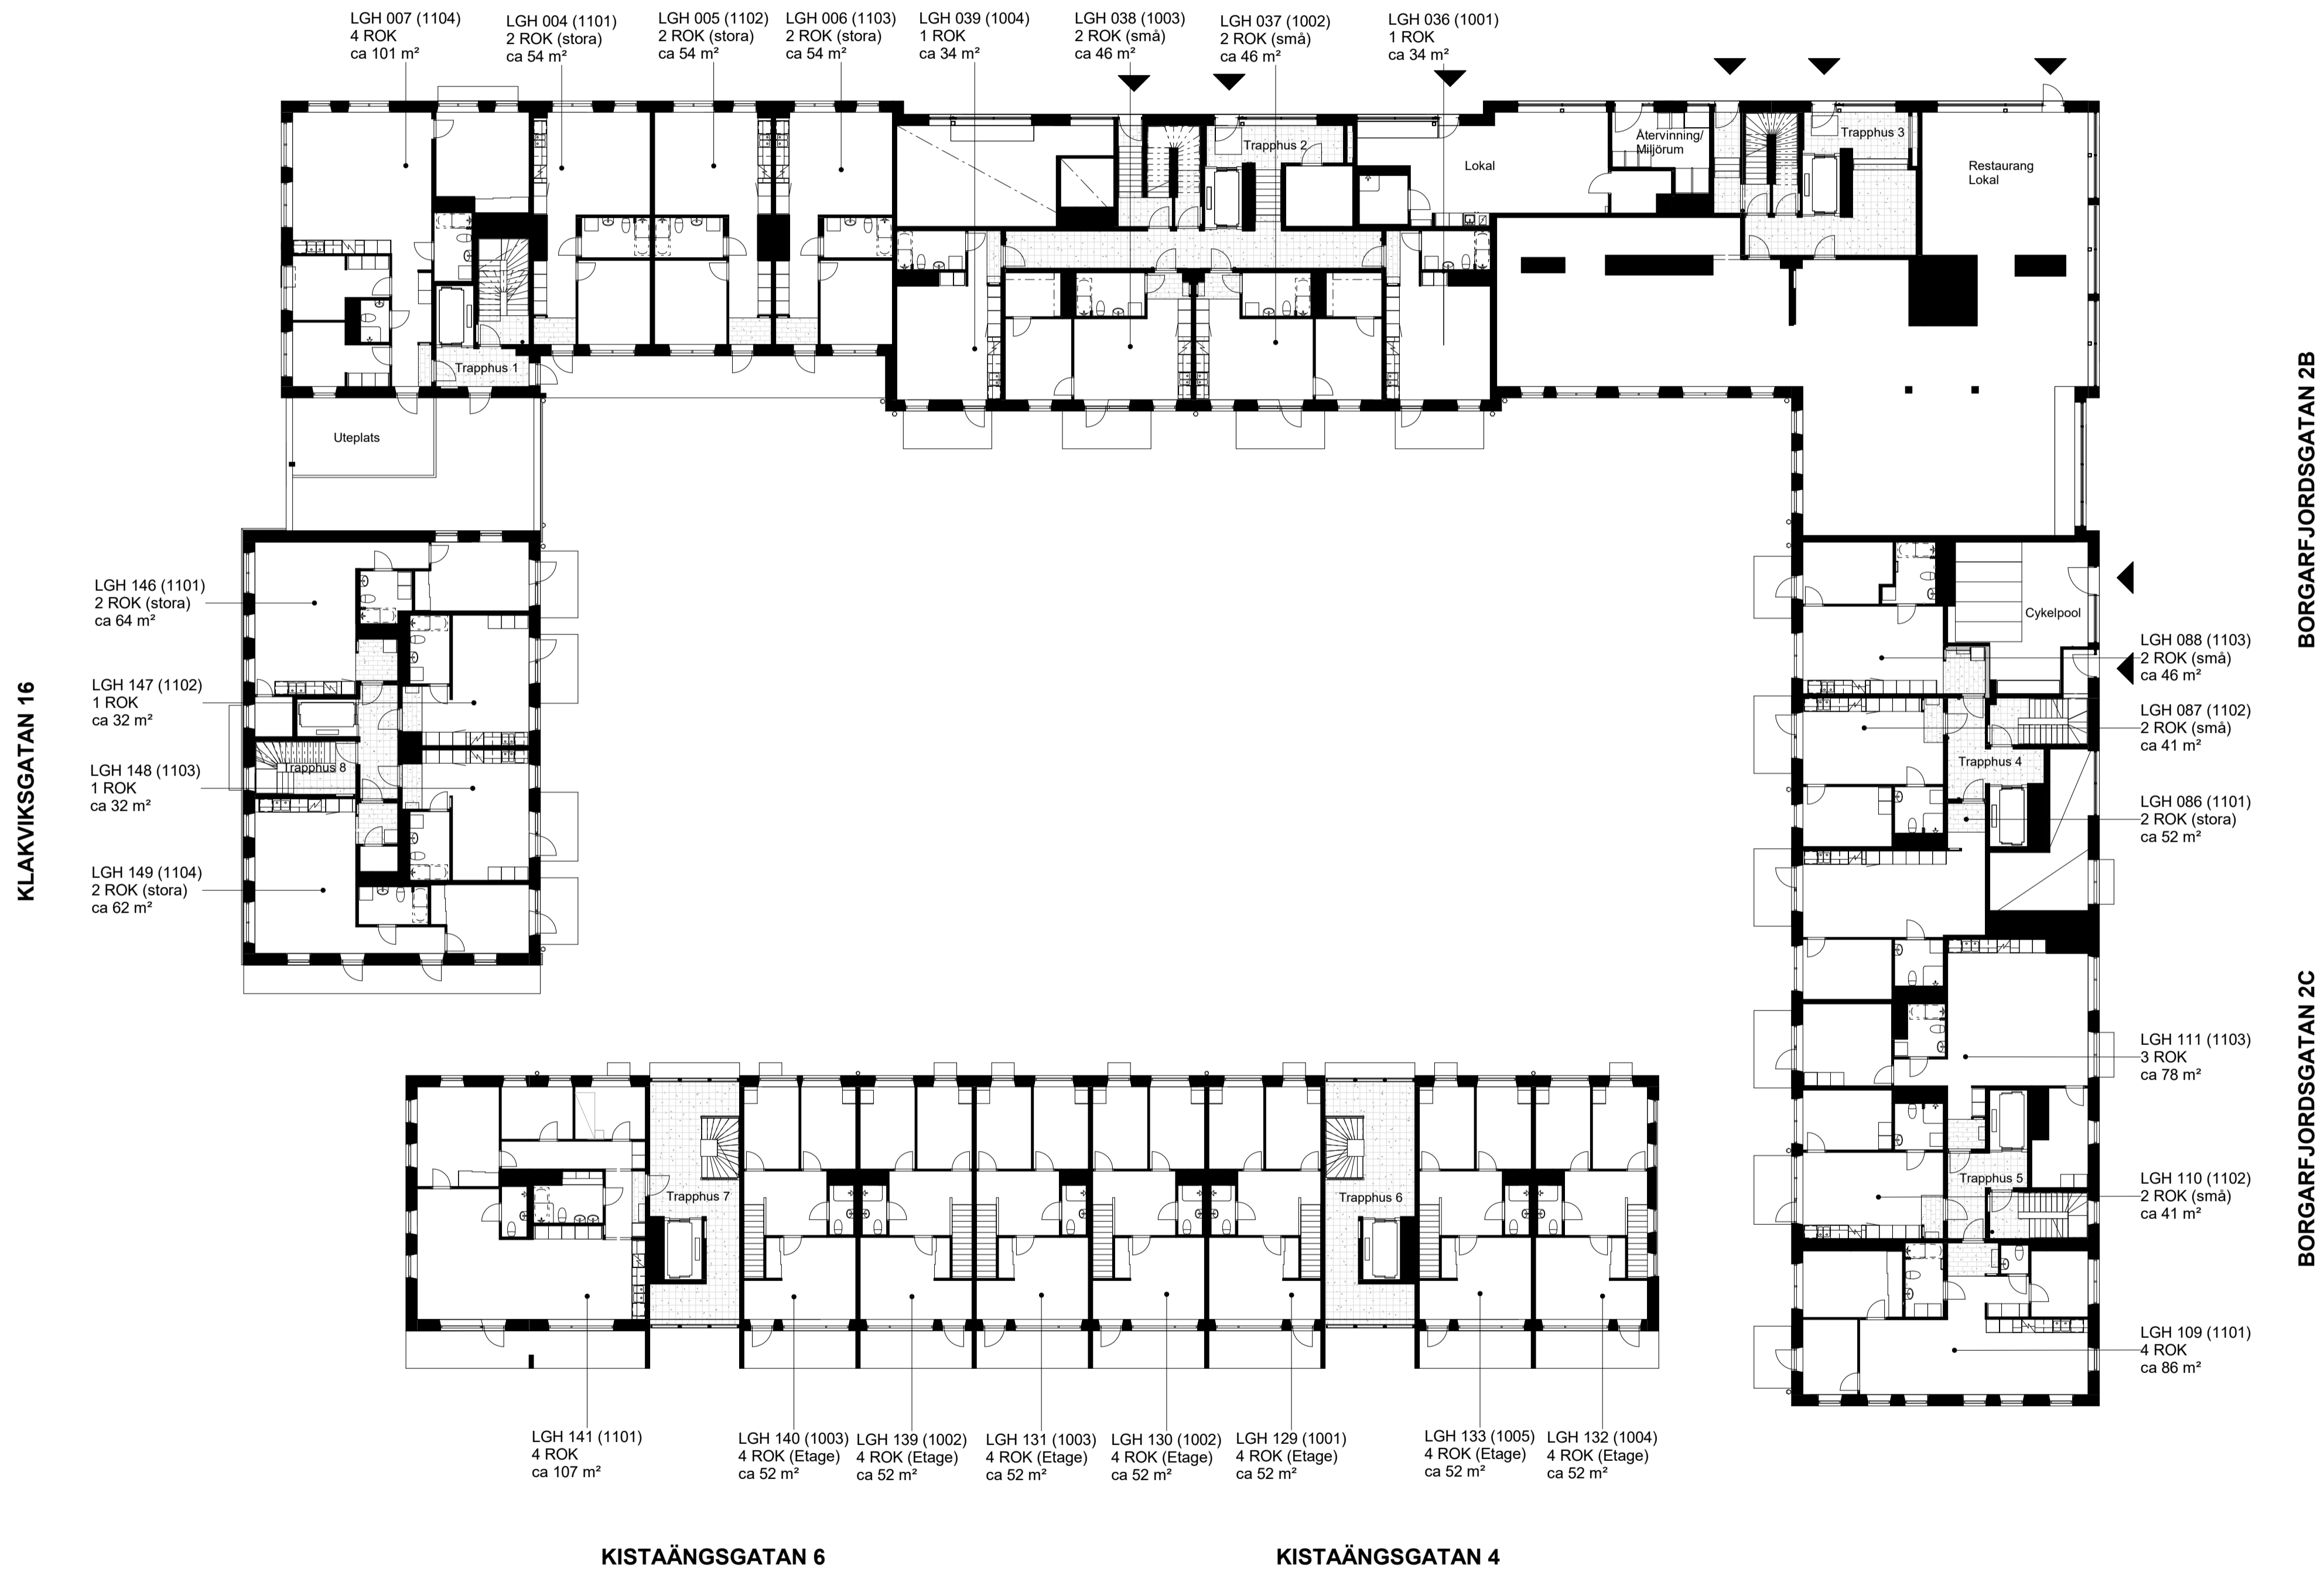 LGH 007 (1104)
4 ROK
ca 101 m²
LGH 004 (1101)
2 ROK (stora)
ca 54 m²
LGH 005 (1102)
2 ROK (stora)
ca 54 m²
LGH 006 (1103)
2 ROK (stora)
ca 54 m²
LGH 039 (1004)
1 ROK
ca 34 m²
LGH 038 (1003)
2 ROK (små)
ca 46 m²
LGH 037 (1002)
2 ROK (små)
ca 46 m²
LGH 036 (1001)
1 ROK
ca 34 m²
Trapphus 2
Lokal
Återvinning/
Miljörum
Trapphus 3
Restaurang
Lokal
Trapphus 1
Uteplats
BORGARFJORDSGATAN 2B
LGH 146 (1101)
2 ROK (stora)
ca 64 m²
LGH 147 (1102)
1 ROK
ca 32 m²
LGH 148 (1103)
1 ROK
ca 32 m²
LGH 149 (1104)
2 ROK (stora)
ca 62 m²
KLAKVIKSGATAN 16
Trapphus 8
Cykelpool
LGH 088 (1103)
2 ROK (små)
ca 46 m²
LGH 087 (1102)
2 ROK (små)
ca 41 m²
Trapphus 4
LGH 086 (1101)
2 ROK (stora)
ca 52 m²
LGH 111 (1103)
3 ROK
ca 78 m²
Trapphus 5
LGH 110 (1102)
2 ROK (små)
ca 41 m²
LGH 109 (1101)
4 ROK
ca 86 m²
BORGARFJORDSGATAN 2C
Trapphus 7
Trapphus 6
LGH 141 (1101)
4 ROK
ca 107 m²
LGH 140 (1003)
4 ROK (Etage)
ca 52 m²
LGH 139 (1002)
4 ROK (Etage)
ca 52 m²
LGH 131 (1003)
4 ROK (Etage)
ca 52 m²
LGH 130 (1002)
4 ROK (Etage)
ca 52 m²
LGH 129 (1001)
4 ROK (Etage)
ca 52 m²
LGH 133 (1005)
4 ROK (Etage)
ca 52 m²
LGH 132 (1004)
4 ROK (Etage)
ca 52 m²
KISTAÄNGSGATAN 6
KISTAÄNGSGATAN 4